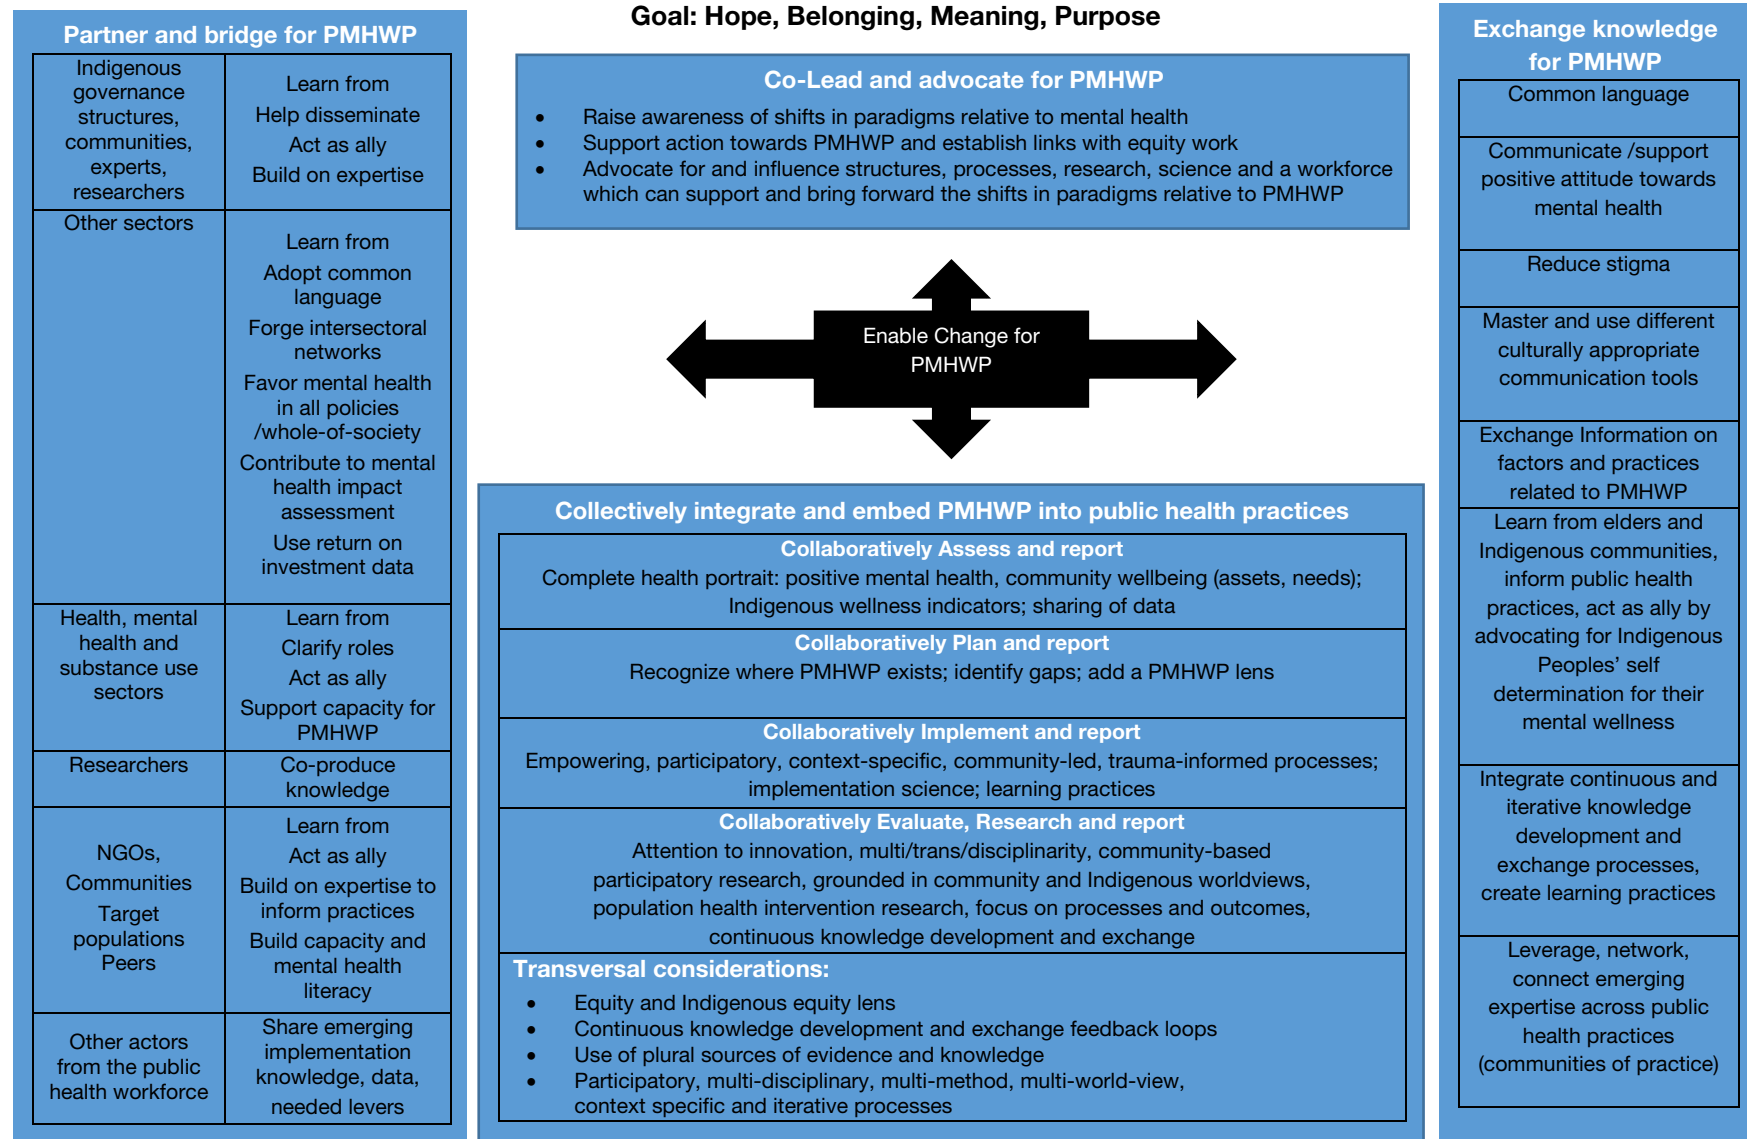 Partner and bridge for PMHWP
Indigenous
governance
structures,
communities,
experts,
researchers
Learn from
Help disseminate
Act as ally
Build on expertise
Other sectors
Learn from
Adopt common
language
Forge intersectoral
networks
Favor mental health
in all policies
/whole-of-society
Contribute to mental
health impact
assessment
Use return on
investment data
Health, mental
health and
substance use
sectors
Learn from
Clarify roles
Act as ally
Support capacity for
PMHWP
Researchers
Co-produce
knowledge
NGOs,
Communities
Target
populations
Peers
Learn from
Act as ally
Build on expertise to
inform practices
Build capacity and
mental health
literacy
Other actors
from the public
health workforce
Share emerging
implementation
knowledge, data,
needed levers
Goal: Hope, Belonging, Meaning, Purpose
Co-Lead and advocate for PMHWP
• Raise awareness of shifts in paradigms relative to mental health
• Support action towards PMHWP and establish links with equity work
• Advocate for and influence structures, processes, research, science and a workforce
which can support and bring forward the shifts in paradigms relative to PMHWP
Enable Change for
PMHWP
Collectively integrate and embed PMHWP into public health practices
Collaboratively Assess and report
Complete health portrait: positive mental health, community wellbeing (assets, needs);
Indigenous wellness indicators; sharing of data
Collaboratively Plan and report
Recognize where PMHWP exists; identify gaps; add a PMHWP lens
Collaboratively Implement and report
Empowering, participatory, context-specific, community-led, trauma-informed processes;
implementation science; learning practices
Collaboratively Evaluate, Research and report
Attention to innovation, multi/trans/disciplinarity, community-based
participatory research, grounded in community and Indigenous worldviews,
population health intervention research, focus on processes and outcomes,
continuous knowledge development and exchange
Transversal considerations:
• Equity and Indigenous equity lens
• Continuous knowledge development and exchange feedback loops
• Use of plural sources of evidence and knowledge
• Participatory, multi-disciplinary, multi-method, multi-world-view,
context specific and iterative processes
Exchange knowledge
for PMHWP
Common language
Communicate /support
positive attitude towards
mental health
Reduce stigma
Master and use different
culturally appropriate
communication tools
Exchange Information on
factors and practices
related to PMHWP
Learn from elders and
Indigenous communities,
inform public health
practices, act as ally by
advocating for Indigenous
Peoples’ self
determination for their
mental wellness
Integrate continuous and
iterative knowledge
development and
exchange processes,
create learning practices
Leverage, network,
connect emerging
expertise across public
health practices
(communities of practice)